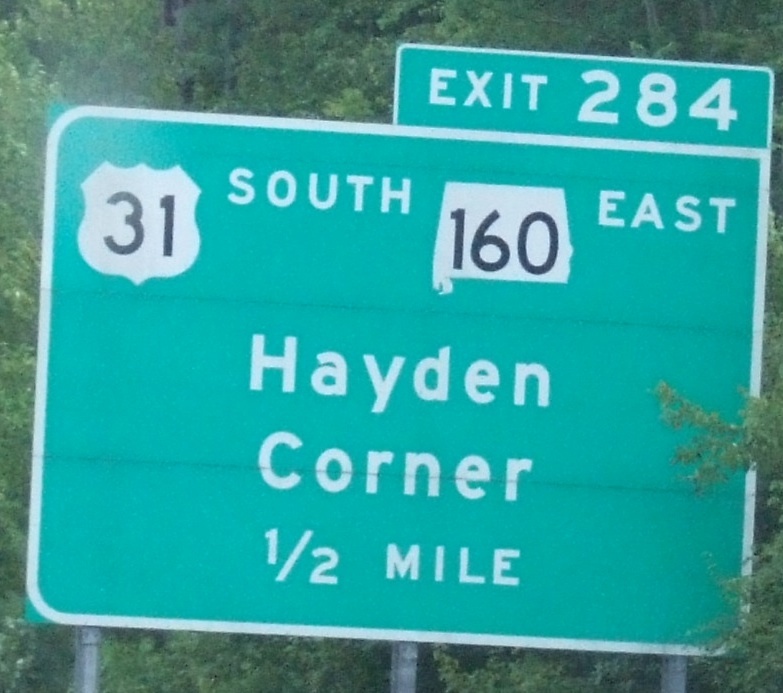 EXIT 284
31 SOUTH 160 EAST
Hayden
Corner
1/2 MILE